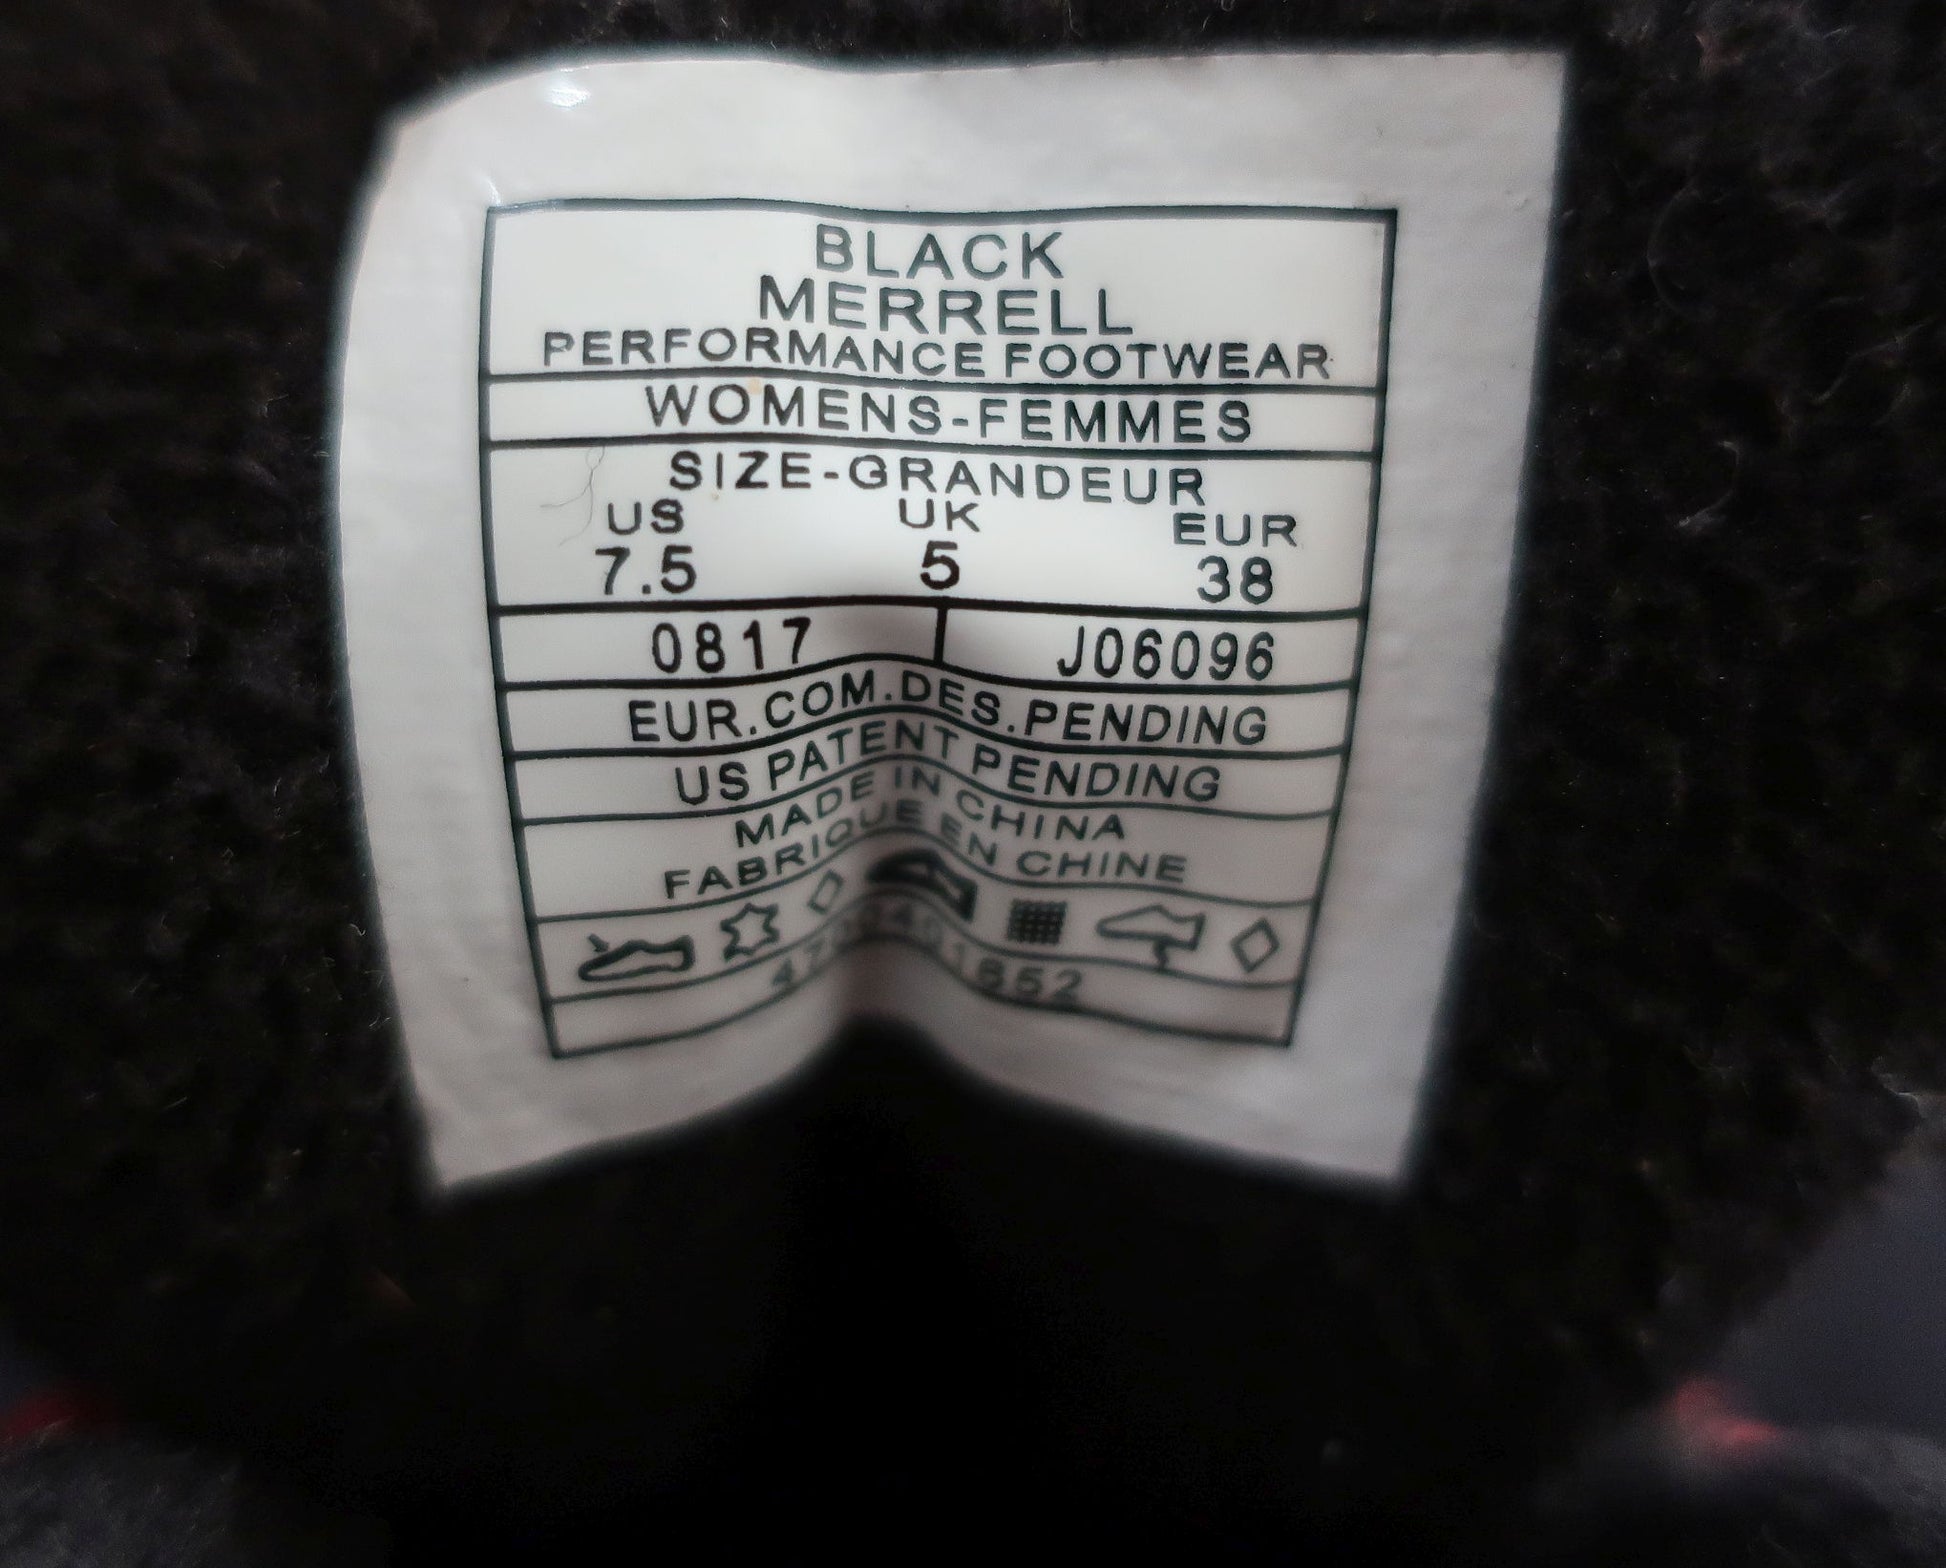 BLACK
MERRELL
PERFORMANCE FOOTWEAR
WOMENS-FEMMES
SIZE-GRANDEUR
US UK EUR
7.5 5 38
0817 J06096
EUR.COM.DES.PENDING
US PATENT PENDING
MADE IN CHINA
FABRIQUE EN CHINE